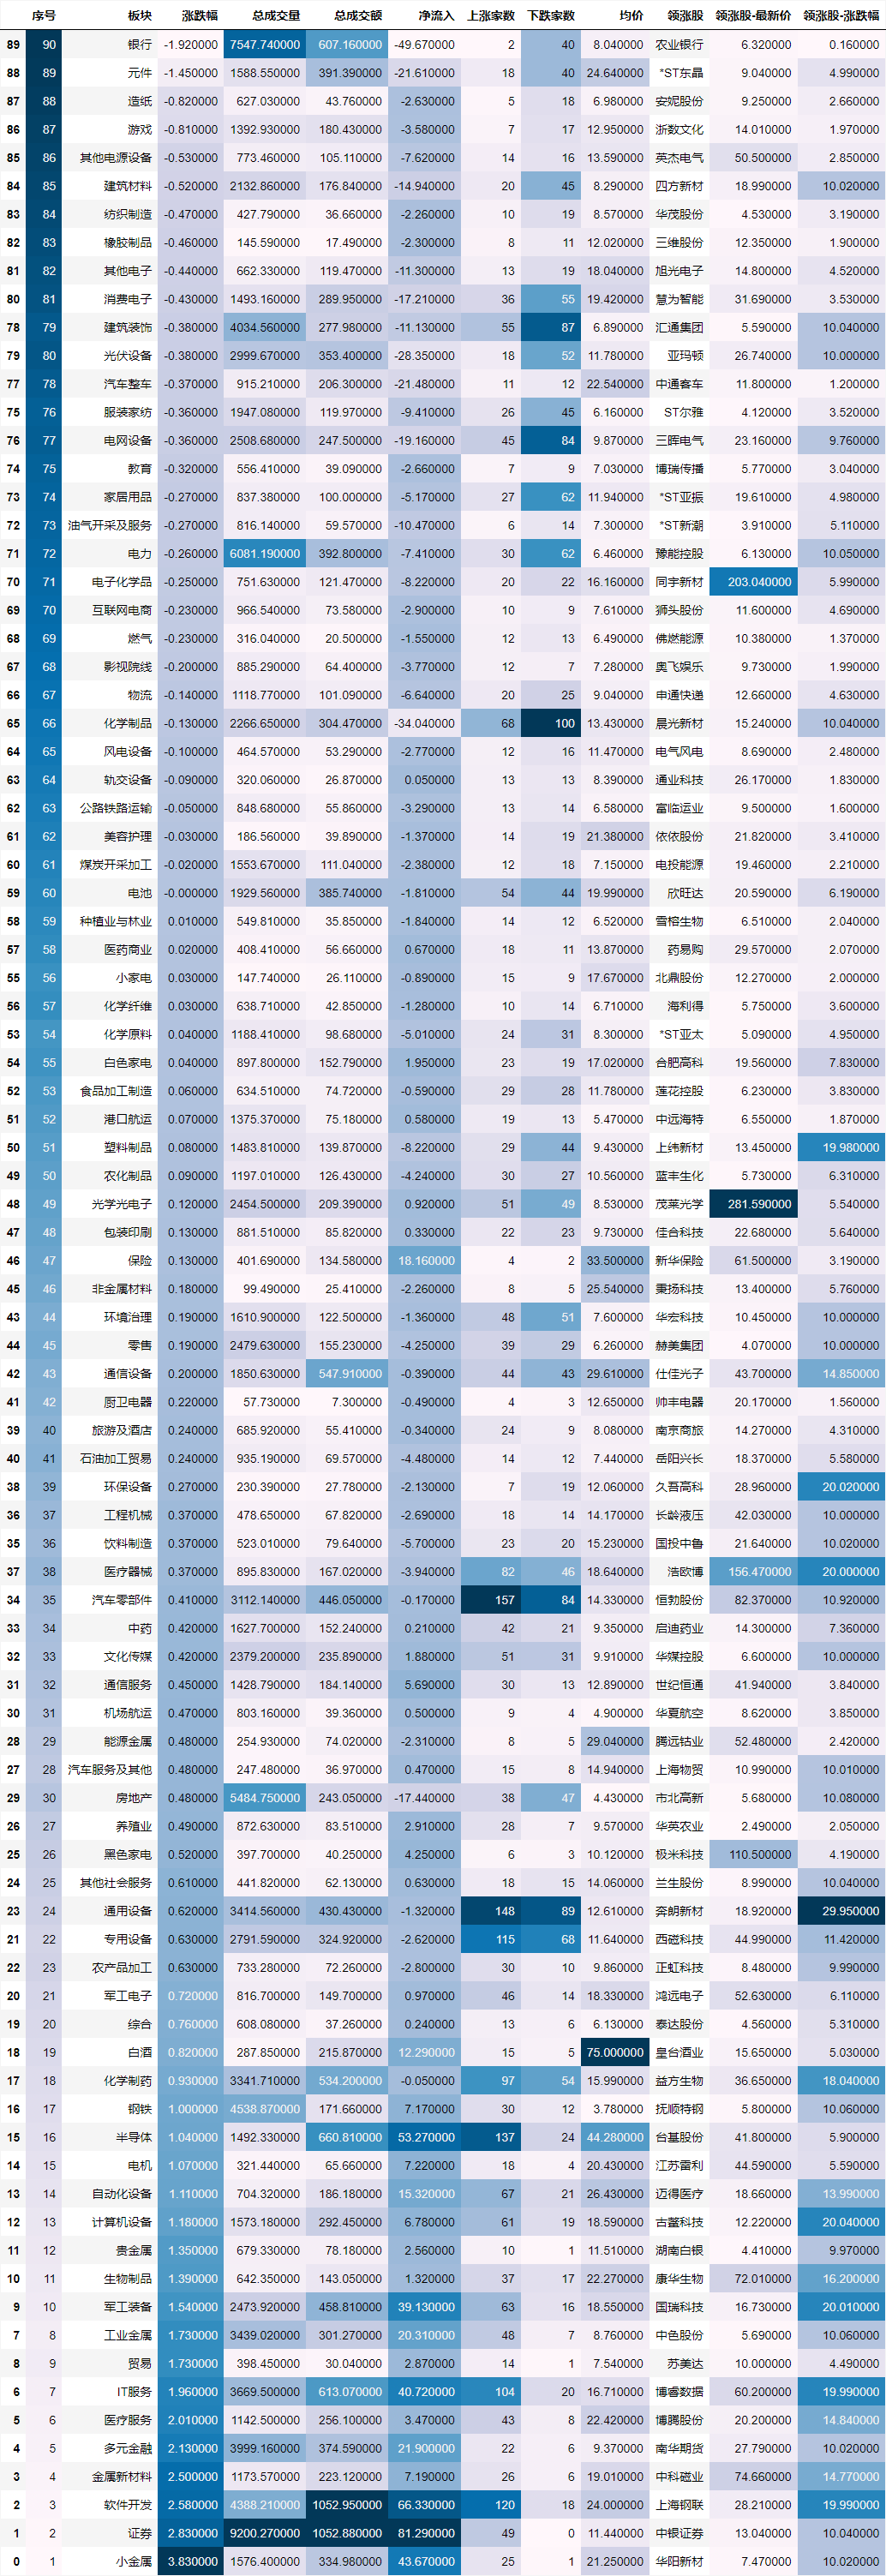 序号 板块 涨跌幅 总成交量 总成交额 净流入 上涨家数 下跌家数 均价 领涨股 领涨股-最新价 领涨股-涨跌幅
89 90 银行 -1.920000 7547.740000 607.160000 -49.670000 2 40 8.040000 农业银行 6.320000 0.160000
88 89 元件 -1.450000 1588.550000 391.390000 -21.610000 18 40 24.640000 *ST东晶 9.040000 4.990000
87 88 造纸 -0.820000 627.030000 43.760000 -2.630000 5 18 6.980000 安妮股份 9.250000 2.660000
86 87 游戏 -0.810000 1392.930000 180.430000 -3.580000 7 17 12.950000 浙数文化 14.010000 1.970000
85 86 其他电源设备 -0.530000 773.460000 105.110000 -7.620000 14 16 13.590000 英杰电气 50.500000 2.850000
84 85 建筑材料 -0.520000 2132.860000 176.840000 -14.940000 20 45 8.290000 四方新材 18.990000 10.020000
83 84 纺织制造 -0.470000 427.790000 36.660000 -2.260000 10 19 8.570000 华茂股份 4.530000 3.190000
82 83 橡胶制品 -0.460000 145.590000 17.490000 -2.300000 8 11 12.020000 三维股份 12.350000 1.900000
81 82 其他电子 -0.440000 662.330000 119.470000 -11.300000 13 19 18.040000 旭光电子 14.800000 4.520000
80 81 消费电子 -0.430000 1493.160000 289.950000 -17.210000 36 55 19.420000 慧为智能 31.690000 3.530000
78 79 建筑装饰 -0.380000 4034.560000 277.980000 -11.130000 55 87 6.890000 汇通集团 5.590000 10.040000
79 80 光伏设备 -0.380000 2999.670000 353.400000 -28.350000 18 52 11.780000 亚玛顿 26.740000 10.000000
77 78 汽车整车 -0.370000 915.210000 206.300000 -21.480000 11 12 22.540000 中通客车 11.800000 1.200000
75 76 服装家纺 -0.360000 1947.080000 119.970000 -9.410000 26 45 6.160000 ST尔雅 4.120000 3.520000
76 77 电网设备 -0.360000 2508.680000 247.500000 -19.160000 45 84 9.870000 三晖电气 23.160000 9.760000
74 75 教育 -0.320000 556.410000 39.090000 -2.660000 7 9 7.030000 博瑞传播 5.770000 3.040000
73 74 家居用品 -0.270000 837.380000 100.000000 -5.170000 27 62 11.940000 *ST亚振 19.610000 4.980000
72 73 油气开采及服务 -0.270000 816.140000 59.570000 -10.470000 6 14 7.300000 *ST新潮 3.910000 5.110000
71 72 电力 -0.260000 6081.190000 392.800000 -7.410000 30 62 6.460000 豫能控股 6.130000 10.050000
70 71 电子化学品 -0.250000 751.630000 121.470000 -8.220000 20 22 16.160000 同宇新材 203.040000 5.990000
69 70 互联网电商 -0.230000 966.540000 73.580000 -2.900000 10 9 7.610000 狮头股份 11.600000 4.690000
68 69 燃气 -0.230000 316.040000 20.500000 -1.550000 12 13 6.490000 佛燃能源 10.380000 1.370000
67 68 影视院线 -0.200000 885.290000 64.400000 -3.770000 12 7 7.280000 奥飞娱乐 9.730000 1.990000
66 67 物流 -0.140000 1118.770000 101.090000 -6.640000 20 25 9.040000 申通快递 12.660000 4.630000
65 66 化学制品 -0.130000 2266.650000 304.470000 -34.040000 68 100 13.430000 晨光新材 15.240000 10.040000
64 65 风电设备 -0.100000 464.570000 53.290000 -2.770000 12 16 11.470000 电气风电 8.690000 2.480000
63 64 轨交设备 -0.090000 320.060000 26.870000 0.050000 13 13 8.390000 通业科技 26.170000 1.830000
62 63 公路铁路运输 -0.050000 848.680000 55.860000 -3.290000 13 14 6.580000 富临运业 9.500000 1.600000
61 62 美容护理 -0.030000 186.560000 39.890000 -1.370000 14 19 21.380000 依依股份 21.820000 3.410000
60 61 煤炭开采加工 -0.020000 1553.670000 111.040000 -2.380000 12 18 7.150000 电投能源 19.460000 2.210000
59 60 电池 -0.000000 1929.560000 385.740000 -1.810000 54 44 19.990000 欣旺达 20.590000 6.190000
58 59 种植业与林业 0.010000 549.810000 35.850000 -1.840000 14 12 6.520000 雪榕生物 6.510000 2.040000
57 58 医药商业 0.020000 408.410000 56.660000 0.670000 18 11 13.870000 药易购 29.570000 2.070000
55 56 小家电 0.030000 147.740000 26.110000 -0.890000 15 9 17.670000 北鼎股份 12.270000 2.000000
56 57 化学纤维 0.030000 638.710000 42.850000 -1.280000 10 14 6.710000 海利得 5.750000 3.600000
53 54 化学原料 0.040000 1188.410000 98.680000 -5.010000 24 31 8.300000 *ST亚太 5.090000 4.950000
54 55 白色家电 0.040000 897.800000 152.790000 1.950000 23 19 17.020000 合肥高科 19.560000 7.830000
52 53 食品加工制造 0.060000 634.510000 74.720000 -0.590000 29 28 11.780000 莲花控股 6.230000 3.830000
51 52 港口航运 0.070000 1375.370000 75.180000 0.580000 19 13 5.470000 中远海特 6.550000 1.870000
50 51 塑料制品 0.080000 1483.810000 139.870000 -8.220000 29 44 9.430000 上纬新材 13.450000 19.980000
49 50 农化制品 0.090000 1197.010000 126.430000 -4.240000 30 27 10.560000 蓝丰生化 5.730000 6.310000
48 49 光学光电子 0.120000 2454.500000 209.390000 0.920000 51 49 8.530000 茂莱光学 281.590000 5.540000
47 48 包装印刷 0.130000 881.510000 85.820000 0.330000 22 23 9.730000 佳合科技 22.680000 5.640000
46 47 保险 0.130000 401.690000 134.580000 18.160000 4 2 33.500000 新华保险 61.500000 3.190000
45 46 非金属材料 0.180000 99.490000 25.410000 -2.260000 8 5 25.540000 秉扬科技 13.400000 5.760000
43 44 环境治理 0.190000 1610.900000 122.500000 -1.360000 48 51 7.600000 华宏科技 10.450000 10.000000
44 45 零售 0.190000 2479.630000 155.230000 -4.250000 39 29 6.260000 赫美集团 4.070000 10.000000
42 43 通信设备 0.200000 1850.630000 547.910000 -0.390000 44 43 29.610000 仕佳光子 43.700000 14.850000
41 42 厨卫电器 0.220000 57.730000 7.300000 -0.490000 4 3 12.650000 帅丰电器 20.170000 1.560000
39 40 旅游及酒店 0.240000 685.920000 55.410000 -0.340000 24 9 8.080000 南京商旅 14.270000 4.310000
40 41 石油加工贸易 0.240000 935.190000 69.570000 -4.480000 14 12 7.440000 岳阳兴长 18.370000 5.580000
38 39 环保设备 0.270000 230.390000 27.780000 -2.130000 7 19 12.060000 久吾高科 28.960000 20.020000
36 37 工程机械 0.370000 478.650000 67.820000 -2.690000 18 14 14.170000 长龄液压 42.030000 10.000000
35 36 饮料制造 0.370000 523.010000 79.640000 -5.700000 23 20 15.230000 国投中鲁 21.640000 10.020000
37 38 医疗器械 0.370000 895.830000 167.020000 -3.940000 82 46 18.640000 浩欧博 156.470000 20.000000
34 35 汽车零部件 0.410000 3112.140000 446.050000 -0.170000 157 84 14.330000 恒勃股份 82.370000 10.920000
33 34 中药 0.420000 1627.700000 152.240000 0.210000 42 21 9.350000 启迪药业 14.300000 7.360000
32 33 文化传媒 0.420000 2379.200000 235.890000 1.880000 51 31 9.910000 华媒控股 6.600000 10.000000
31 32 通信服务 0.450000 1428.790000 184.140000 5.690000 30 13 12.890000 世纪恒通 41.940000 3.840000
30 31 机场航运 0.470000 803.160000 39.360000 0.500000 9 4 4.900000 华夏航空 8.620000 3.850000
28 29 能源金属 0.480000 254.930000 74.020000 -2.310000 8 5 29.040000 腾远钴业 52.480000 2.420000
27 28 汽车服务及其他 0.480000 247.480000 36.970000 0.470000 15 8 14.940000 上海物贸 10.990000 10.010000
29 30 房地产 0.480000 5484.750000 243.050000 -17.440000 38 47 4.430000 市北高新 5.680000 10.080000
26 27 养殖业 0.490000 872.630000 83.510000 2.910000 28 7 9.570000 华英农业 2.490000 2.050000
25 26 黑色家电 0.520000 397.700000 40.250000 4.250000 6 3 10.120000 极米科技 110.500000 4.190000
24 25 其他社会服务 0.610000 441.820000 62.130000 0.630000 18 15 14.060000 兰生股份 8.990000 10.040000
23 24 通用设备 0.620000 3414.560000 430.430000 -1.320000 148 89 12.610000 奔朗新材 18.920000 29.950000
21 22 专用设备 0.630000 2791.590000 324.920000 -2.620000 115 68 11.640000 西磁科技 44.990000 11.420000
22 23 农产品加工 0.630000 733.280000 72.260000 -2.800000 30 10 9.860000 正虹科技 8.480000 9.990000
20 21 军工电子 0.720000 816.700000 149.700000 0.970000 46 14 18.330000 鸿远电子 52.630000 6.110000
19 20 综合 0.760000 608.080000 37.260000 0.240000 13 6 6.130000 泰达股份 4.560000 5.310000
18 19 白酒 0.820000 287.850000 215.870000 12.290000 15 5 75.000000 皇台酒业 15.650000 5.030000
17 18 化学制药 0.930000 3341.710000 534.200000 -0.050000 97 54 15.990000 益方生物 36.650000 18.040000
16 17 钢铁 1.000000 4538.870000 171.660000 7.170000 30 12 3.780000 抚顺特钢 5.800000 10.060000
15 16 半导体 1.040000 1492.330000 660.810000 53.270000 137 24 44.280000 台基股份 41.800000 5.900000
14 15 电机 1.070000 321.440000 65.660000 7.220000 18 4 20.430000 江苏雷利 44.590000 5.590000
13 14 自动化设备 1.110000 704.320000 186.180000 15.320000 67 21 26.430000 迈得医疗 18.660000 13.990000
12 13 计算机设备 1.180000 1573.180000 292.450000 6.780000 61 19 18.590000 古鳌科技 12.220000 20.040000
11 12 贵金属 1.350000 679.330000 78.180000 2.560000 10 1 11.510000 湖南白银 4.410000 9.970000
10 11 生物制品 1.390000 642.350000 143.050000 1.320000 37 17 22.270000 康华生物 72.010000 16.200000
9 10 军工装备 1.540000 2473.920000 458.810000 39.130000 63 16 18.550000 国瑞科技 16.730000 20.010000
7 8 工业金属 1.730000 3439.020000 301.270000 20.310000 48 7 8.760000 中色股份 5.690000 10.060000
8 9 贸易 1.730000 398.450000 30.040000 2.870000 14 1 7.540000 苏美达 10.000000 4.490000
6 7 IT服务 1.960000 3669.500000 613.070000 40.720000 104 20 16.710000 博睿数据 60.200000 19.990000
5 6 医疗服务 2.010000 1142.500000 256.100000 3.470000 43 8 22.420000 博腾股份 20.200000 14.840000
4 5 多元金融 2.130000 3999.160000 374.590000 21.900000 22 6 9.370000 南华期货 27.790000 10.020000
3 4 金属新材料 2.500000 1173.570000 223.120000 7.190000 26 6 19.010000 中科磁业 74.660000 14.770000
2 3 软件开发 2.580000 4388.210000 1052.950000 66.330000 120 18 24.000000 上海钢联 28.210000 19.990000
1 2 证券 2.830000 9200.270000 1052.880000 81.290000 49 0 11.440000 中银证券 13.040000 10.040000
0 1 小金属 3.830000 1576.400000 334.980000 43.670000 25 1 21.250000 华阳新材 7.470000 10.020000